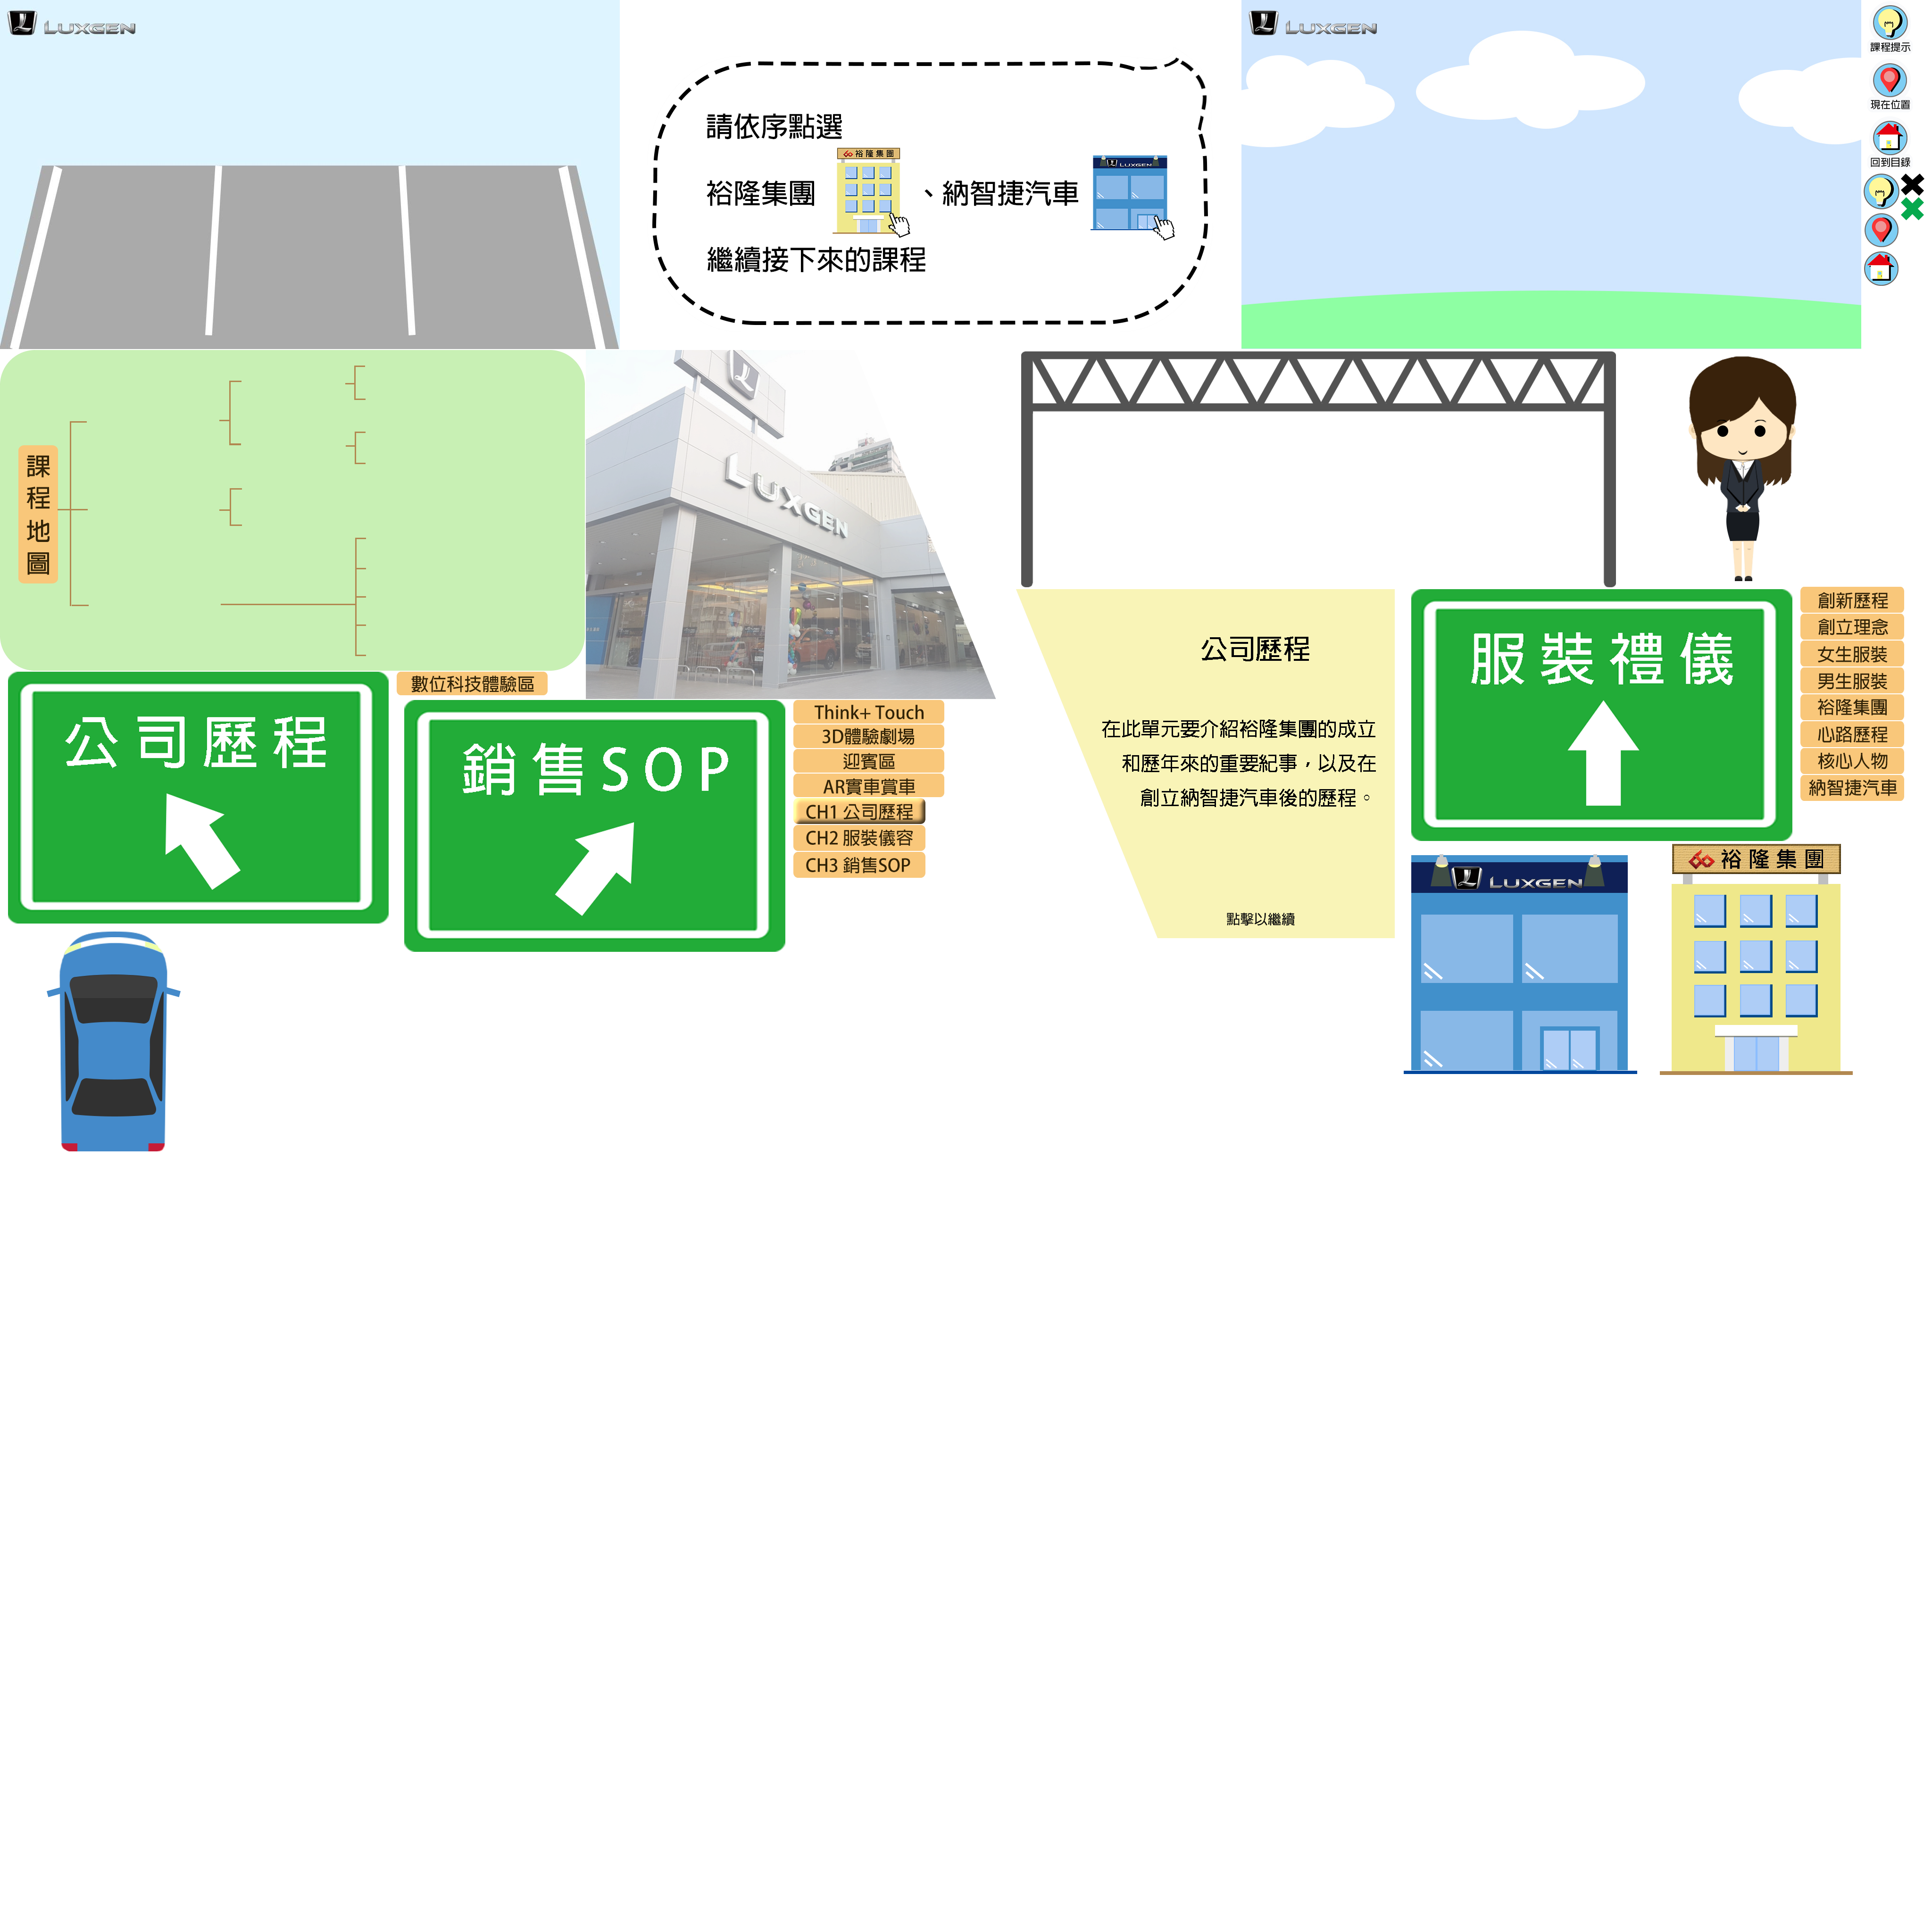 LUXGEN
請依序點選
裕隆集團
裕隆集團、納智捷汽車
LUXGEN
繼續接下來的課程
LUXGEN
課程提示
現在位置
回到目錄
課程地圖
LUXGEN
公司歷程
在此單元要介紹裕隆集團的成立
和歷年來的重要紀事，以及在
創立納智捷汽車後的歷程。
點擊以繼續
服裝禮儀
創新歷程
創立理念
女生服裝
男生服裝
裕隆集團
心路歷程
核心人物
納智捷汽車
公司歷程
數位科技體驗區
銷售SOP
Think+ Touch
3D體驗劇場
迎賓區
AR實車賞車
CH1 公司歷程
CH2 服裝儀容
CH3 銷售SOP
LUXGEN
裕隆集團